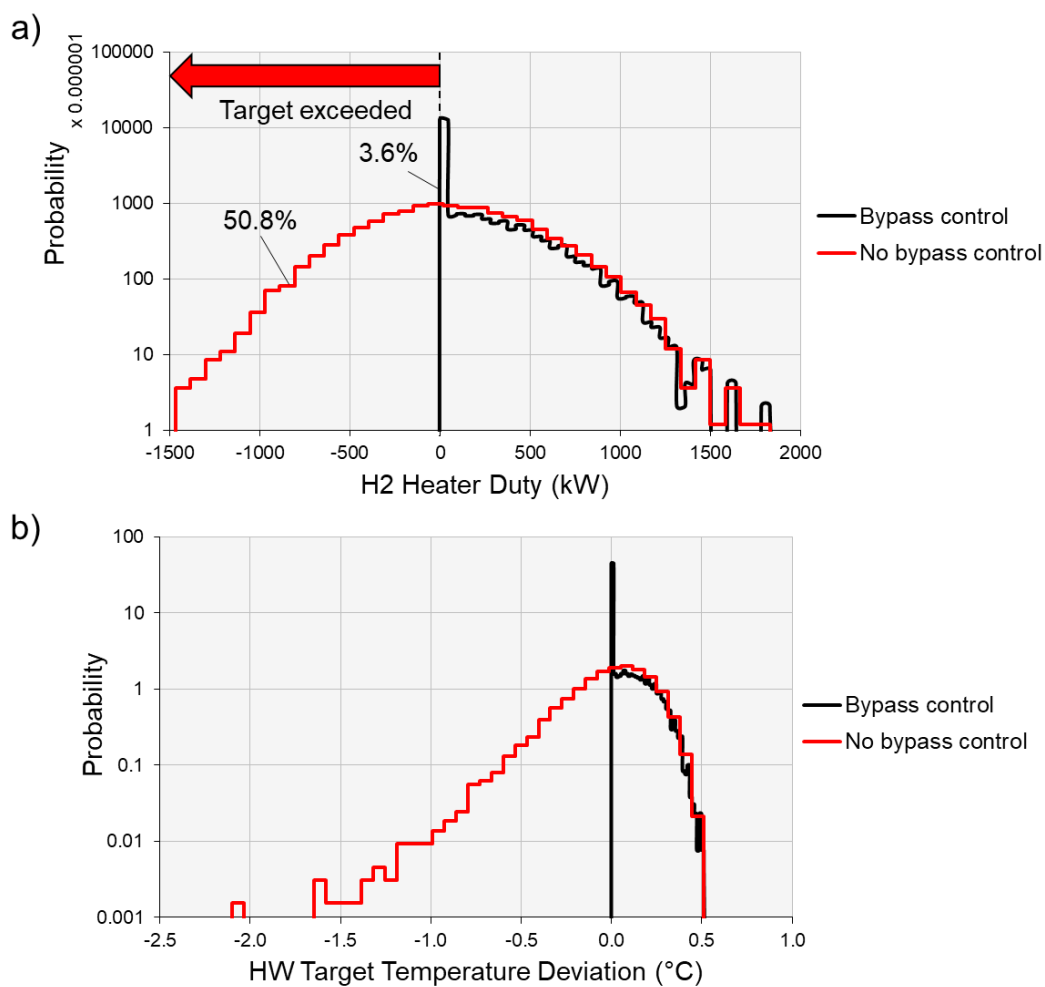 a)
Probability
x 0.000001
100000
10000
1000
100
10
1
Target exceeded
3.6%
50.8%
-1500 -1000 -500 0 500 1000 1500 2000
H2 Heater Duty (kW)
Bypass control
No bypass control
b)
Probability
100
10
1
0.1
0.01
0.001
-2.5 -2.0 -1.5 -1.0 -0.5 0.0 0.5 1.0
HW Target Temperature Deviation (°C)
Bypass control
No bypass control